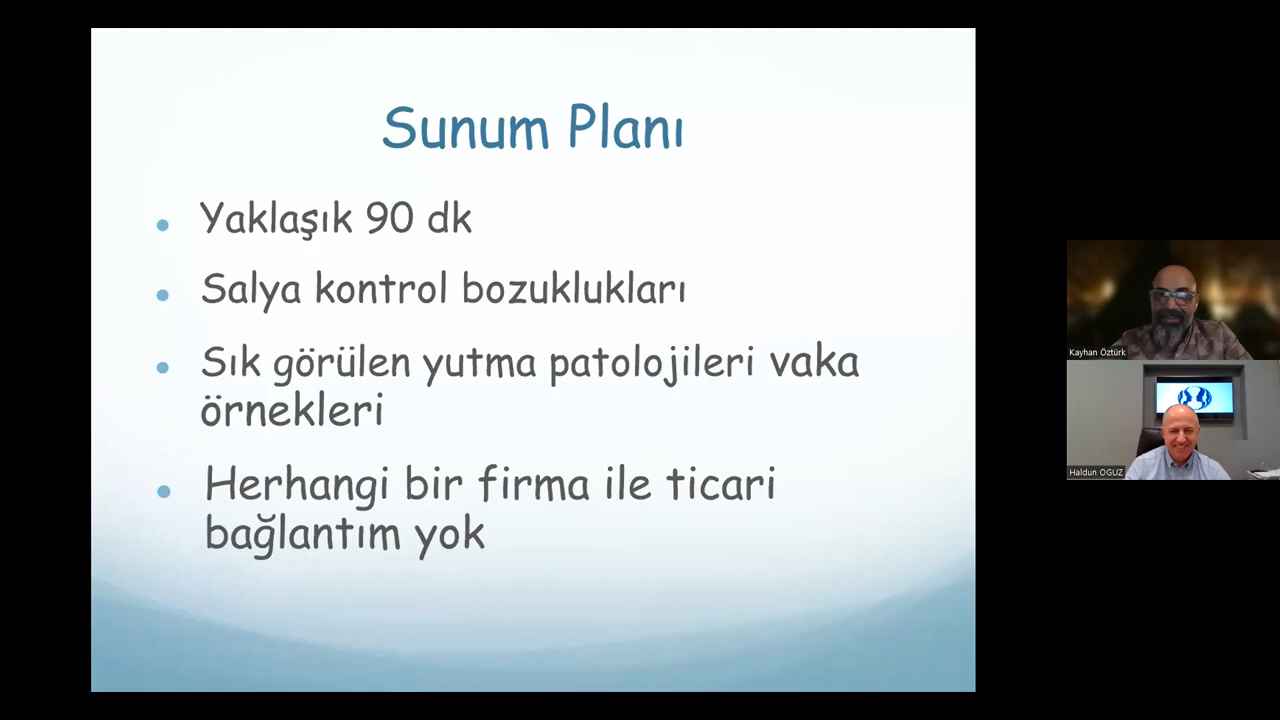 Sunum Planı
Yaklaşık 90 dk
Salya kontrol bozuklukları
Sık görülen yutma patolojileri vaka
örnekleri
Herhangi bir firma ile ticari
bağlantım yok
Kayhan Öztürk
Haldun OGUZ